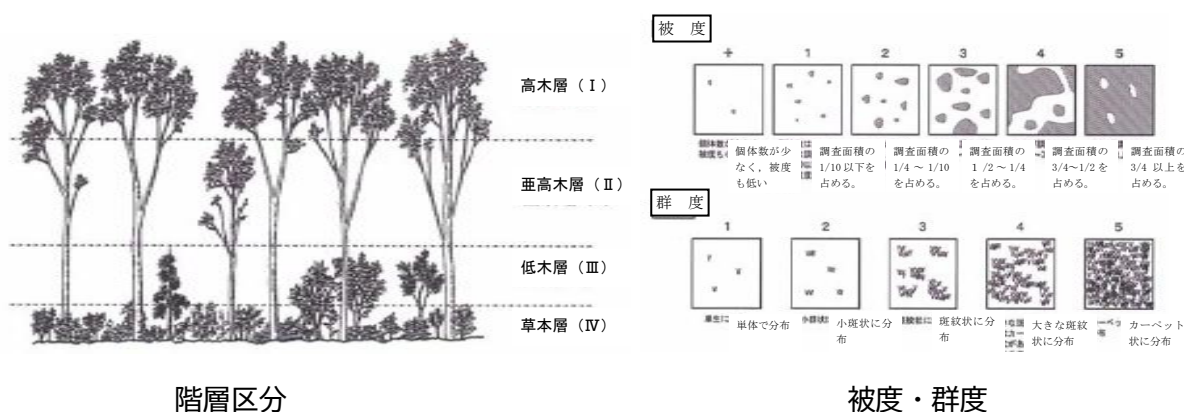 高木層（Ⅰ）
亜高木層（Ⅱ）
低木層（Ⅲ）
草本層（Ⅳ）
階層区分
被 度
+ 1 2 3 4 5
個体数が少
なく，被度
も低い
調査面積の
1/10 以下を
占める。
調査面積の
1/4 ～ 1/10
を占める。
調査面積の
1 /2 ～ 1/4
を占める。
調査面積の
3/4～1/2 を
占める。
調査面積の
3/4 以上を
占める。
群 度
1 2 3 4 5
単体で分布
小斑状に分
布
斑紋状に分
布
大きな斑紋
状に分布
カーペット
状に分布
被度・群度